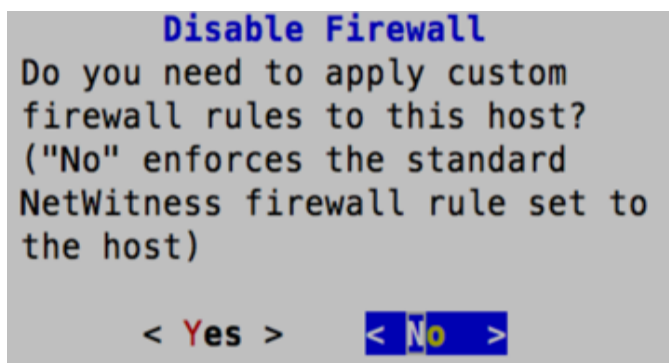 Disable Firewall
Do you need to apply custom
firewall rules to this host?
("No" enforces the standard
NetWitness firewall rule set to
the host)
< Yes > < No >